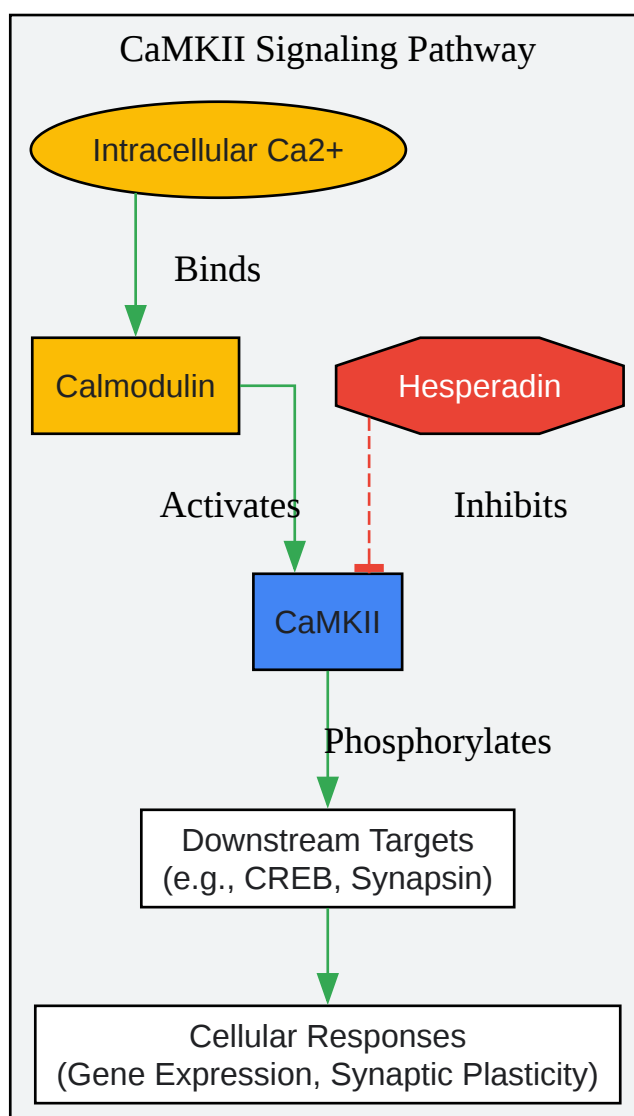 CaMKII Signaling Pathway
Intracellular Ca2+
Binds
Calmodulin
Hesperadin
Activates
Inhibits
CaMKII
Phosphorylates
Downstream Targets
(e.g., CREB, Synapsin)
Cellular Responses
(Gene Expression, Synaptic Plasticity)